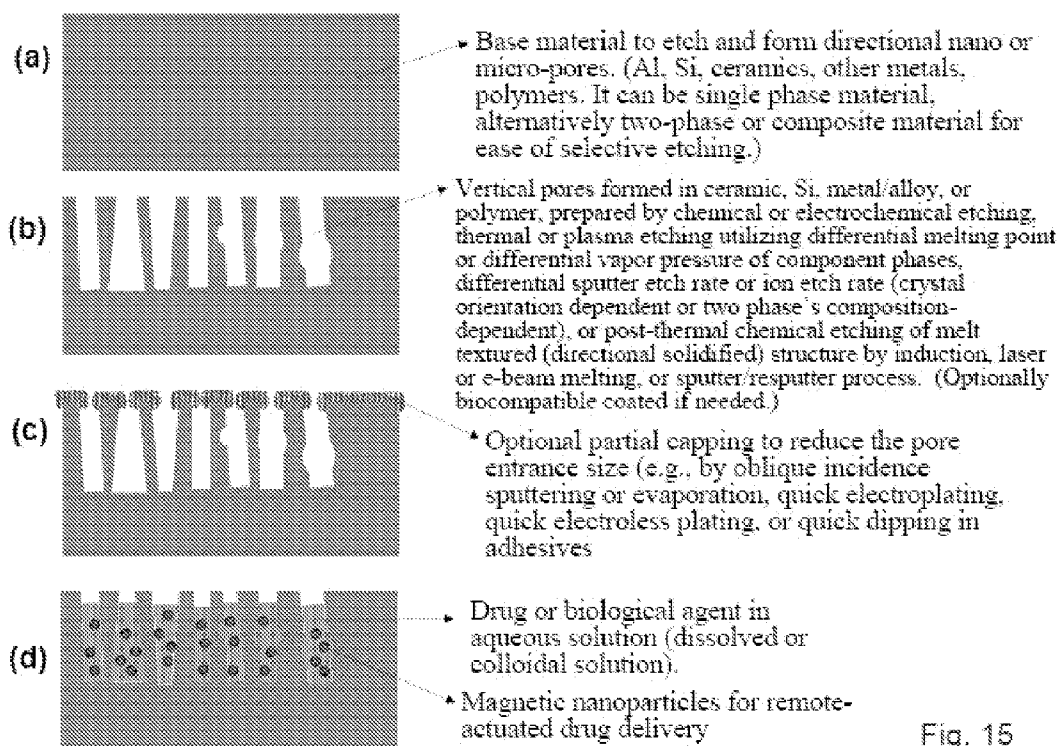 (a)
Base material to etch and form directional nano or
micro-pores. (Al, Si, ceramics, other metals,
polymers. It can be single phase material,
alternatively two-phase or composite material for
ease of selective etching.)
(b)
Vertical pores formed in ceramic, Si, metal/alloy, or
polymer, prepared by chemical or electrochemical etching,
thermal or plasma etching utilizing differential melting point
or differential vapor pressure of component phases,
differential sputter etch rate or ion etch rate (crystal
orientation dependent or two phase's composition-
dependent), or post-thermal chemical etching of melt
textured (directional solidified) structure by induction, laser
or e-beam melting, or sputter/resputter process. (Optionally
biocompatible coated if needed.)
(c)
Optional partial capping to reduce the pore
entrance size (e.g., by oblique incidence
sputtering or evaporation, quick electroplating,
quick electroless plating, or quick dipping in
adhesives
(d)
Drug or biological agent in
aqueous solution (dissolved or
colloidal solution).
Magnetic nanoparticles for remote-
actuated drug delivery
Fig. 15